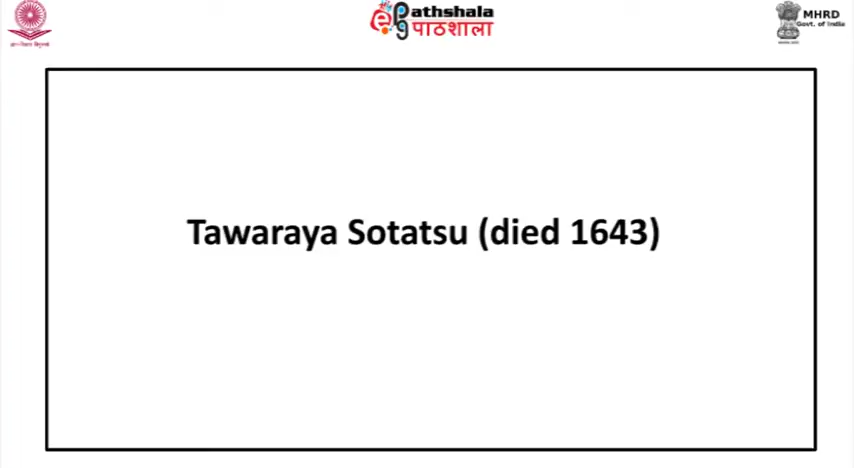 e-Pathshala
पाठशाला
MHRD
Govt. of India
Tawaraya Sotatsu (died 1643)